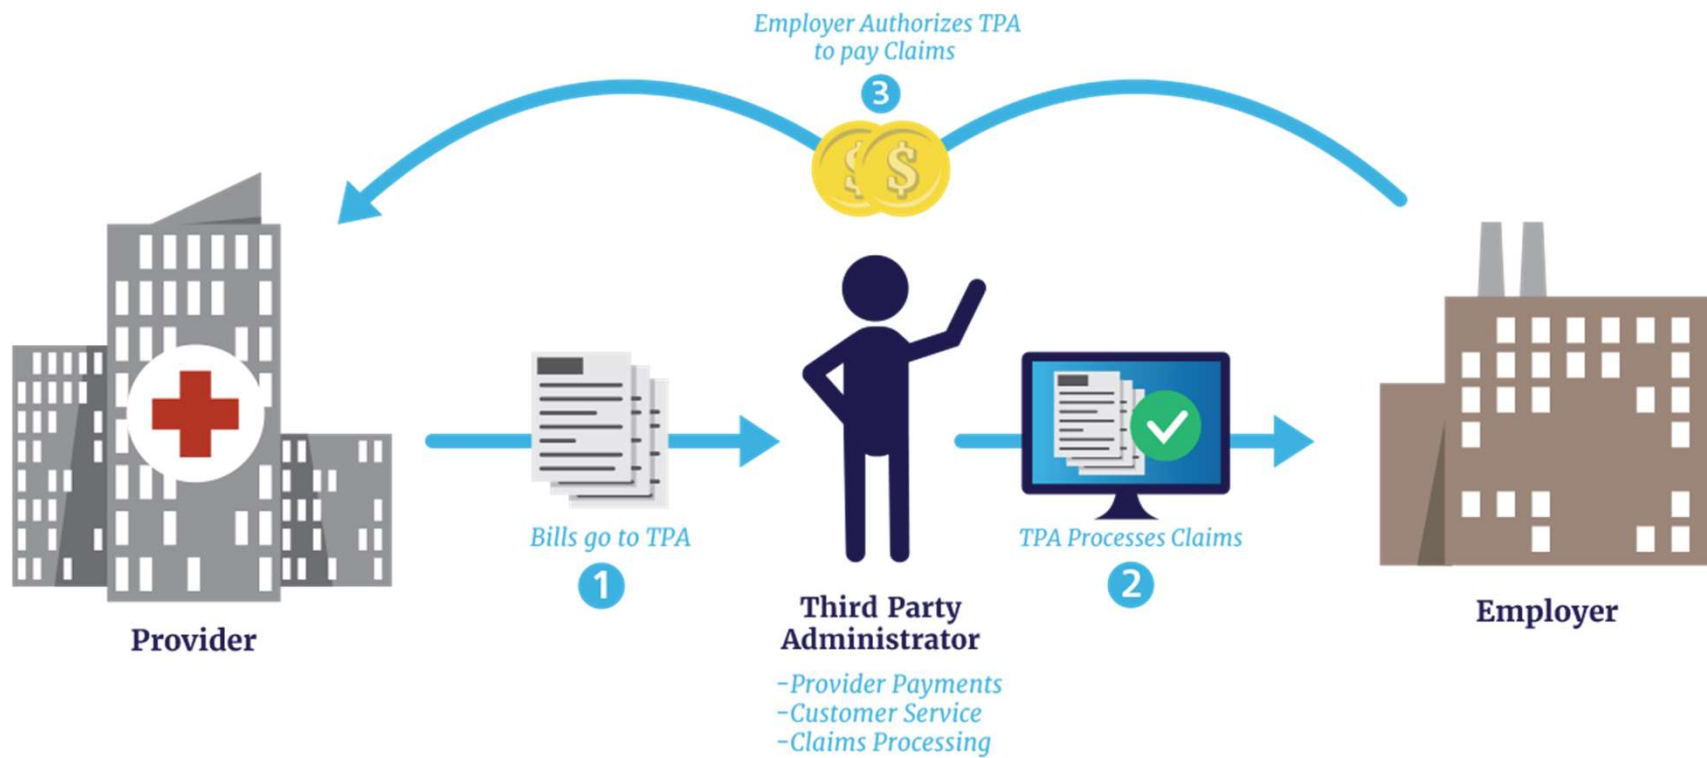 Employer Authorizes TPA
to pay Claims
3
$ $
Bills go to TPA
1
TPA Processes Claims
2
Provider
Third Party
Administrator
-Provider Payments
-Customer Service
-Claims Processing
Employer